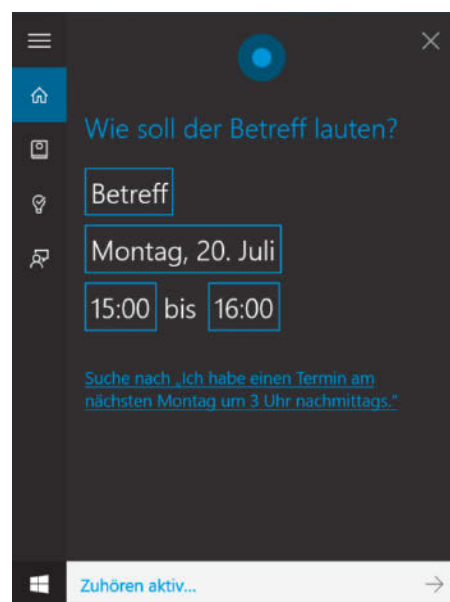 Wie soll der Betreff lauten?
Betreff
Montag, 20. Juli
15:00 bis 16:00
Suche nach „Ich habe einen Termin am
nächsten Montag um 3 Uhr nachmittags."
Zuhören aktiv...